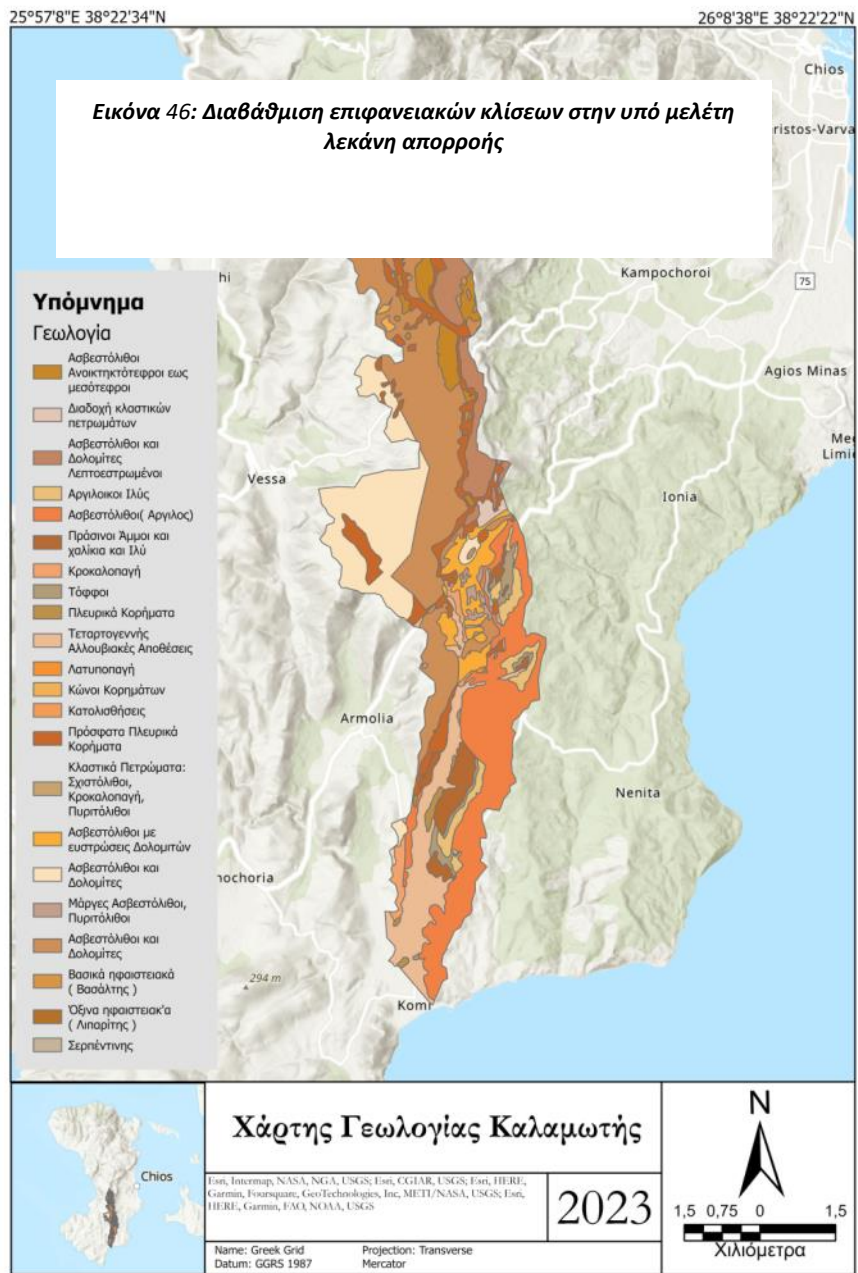 25°57'8"E 38°22'34"N
26°8'38"E 38°22'22"N
Chios
ristos-Varva
Εικόνα 46: Διαβάθμιση επιφανειακών κλίσεων στην υπό μελέτη
λεκάνη απορροής
hi
Kampochoroi
75
Agios Minas
Me
Limi
Vessa
Ionia
Armolia
Nenita
nochoria
294 m
Komi
Υπόμνημα
Γεωλογία
Ασβεστόλιθοι
Ανοικτηκτότεφροι εως
μεσότεφροι
Διαδοχή κλαστικών
πετρωμάτων
Ασβεστόλιθοι και
Δολομίτες
Λεπτοεστρωμένοι
Αργιλοικοι Ιλύς
Ασβεστόλιθοι( Αργιλος)
Πράσινοι Άμμοι και
χαλίκια και Ιλύ
Κροκαλοπαγή
Τόφφοι
Πλευρικά Κορήματα
Τεταρτογεννής
Αλλουβιακές Αποθέσεις
Λατυποπαγή
Κώνοι Κορημάτων
Κατολισθήσεις
Πρόσφατα Πλευρικά
Κορήματα
Κλαστικά Πετρώματα:
Σχιστόλιθοι,
Κροκαλοπαγή,
Πυριτόλιθοι
Ασβεστόλιθοι με
ευστρώσεις Δολομιτών
Ασβεστόλιθοι και
Δολομίτες
Μάργες Ασβεστόλιθοι,
Πυριτόλιθοι
Ασβεστόλιθοι και
Δολομίτες
Βασικά ηφαιστειακά
( Βασάλτης )
Όξινα ηφαιστειακ'α
( Λιπαρίτης )
Σερπέντινης
Chios
Χάρτης Γεωλογίας Καλαμωτής
Esri, Intermap, NASA, NGA, USGS; Esri, CGIAR, USGS; Esri, HERE,
Garmin, Foursquare, GeoTechnologies, Inc, METI/NASA, USGS; Esri,
HERE, Garmin, FAO, NOAA, USGS
2023
Name: Greek Grid
Datum: GGRS 1987
Projection: Transverse
Mercator
N
1,5 0,75 0 1,5
Χιλιόμετρα